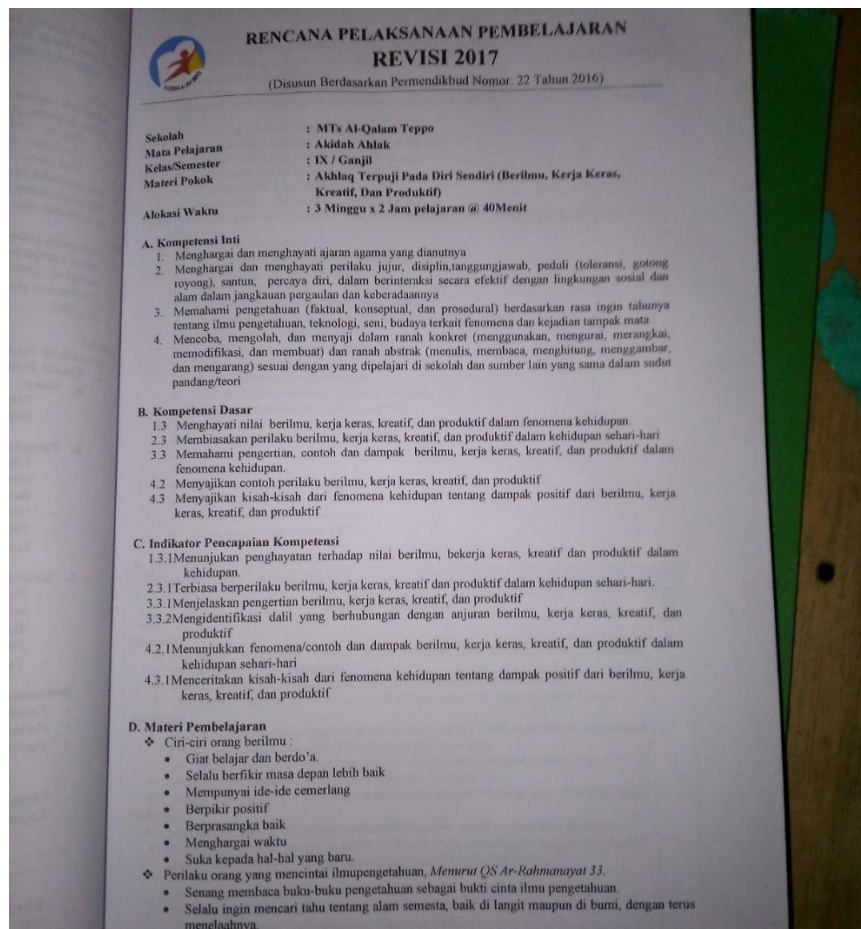 RENCANA PELAKSANAAN PEMBELAJARAN
REVISI 2017
(Disusun Berdasarkan Permendikbud Nomor: 22 Tahun 2016)
Sekolah : MTs Al-Qalam Teppo
Mata Pelajaran : Akidah Ahlak
Kelas/Semester : IX / Ganjil
Materi Pokok : Akhlaq Terpuji Pada Diri Sendiri (Berilmu, Kerja Keras,
Kreatif, Dan Produktif)
Alokasi Waktu : 3 Minggu x 2 Jam pelajaran @ 40Menit
A. Kompetensi Inti
1. Menghargai dan menghayati ajaran agama yang dianutnya
2. Menghargai dan menghayati perilaku jujur, disiplin,tanggungjawab, peduli (toleransi, gotong
royong), santun, percaya diri, dalam berinteraksi secara efektif dengan lingkungan sosial dan
alam dalam jangkauan pergaulan dan keberadaannya
3. Memahami pengetahuan (faktual, konseptual, dan prosedural) berdasarkan rasa ingin tahunya
tentang ilmu pengetahuan, teknologi, seni, budaya terkait fenomena dan kejadian tampak mata
4. Mencoba, mengolah, dan menyaji dalam ranah konkret (menggunakan, mengurai, merangkai,
memodifikasi, dan membuat) dan ranah abstrak (menulis, membaca, menghitung, menggambar,
dan mengarang) sesuai dengan yang dipelajari di sekolah dan sumber lain yang sama dalam sudut
pandang/teori
B. Kompetensi Dasar
1.3 Menghayati nilai berilmu, kerja keras, kreatif, dan produktif dalam fenomena kehidupan.
2.3 Membiasakan perilaku berilmu, kerja keras, kreatif, dan produktif dalam kehidupan sehari-hari
3.3 Memahami pengertian, contoh dan dampak berilmu, kerja keras, kreatif, dan produktif dalam
fenomena kehidupan.
4.2 Menyajikan contoh perilaku berilmu, kerja keras, kreatif, dan produktif
4.3 Menyajikan kisah-kisah dari fenomena kehidupan tentang dampak positif dari berilmu, kerja
keras, kreatif, dan produktif
C. Indikator Pencapaian Kompetensi
1.3.1Menunjukan penghayatan terhadap nilai berilmu, bekerja keras, kreatif dan produktif dalam
kehidupan.
2.3.1Terbiasa berperilaku berilmu, kerja keras, kreatif dan produktif dalam kehidupan sehari-hari.
3.3.1Menjelaskan pengertian berilmu, kerja keras, kreatif, dan produktif
3.3.2Mengidentifikasi dalil yang berhubungan dengan anjuran berilmu, kerja keras, kreatif, dan
produktif
4.2.1Menunjukkan fenomena/contoh dan dampak berilmu, kerja keras, kreatif, dan produktif dalam
kehidupan sehari-hari
4.3.1Menceritakan kisah-kisah dari fenomena kehidupan tentang dampak positif dari berilmu, kerja
keras, kreatif, dan produktif
D. Materi Pembelajaran
❖ Ciri-ciri orang berilmu :
• Giat belajar dan berdo'a.
• Selalu berfikir masa depan lebih baik
• Mempunyai ide-ide cemerlang
• Berpikir positif
• Berprasangka baik
• Menghargai waktu
• Suka kepada hal-hal yang baru.
❖ Perilaku orang yang mencintai ilmupengetahuan, Menurut QS Ar-Rahmanayat 33.
• Senang membaca buku-buku pengetahuan sebagai bukti cinta ilmu pengetahuan.
• Selalu ingin mencari tahu tentang alam semesta, baik di langit maupun di bumi, dengan terus
menelaahnya.